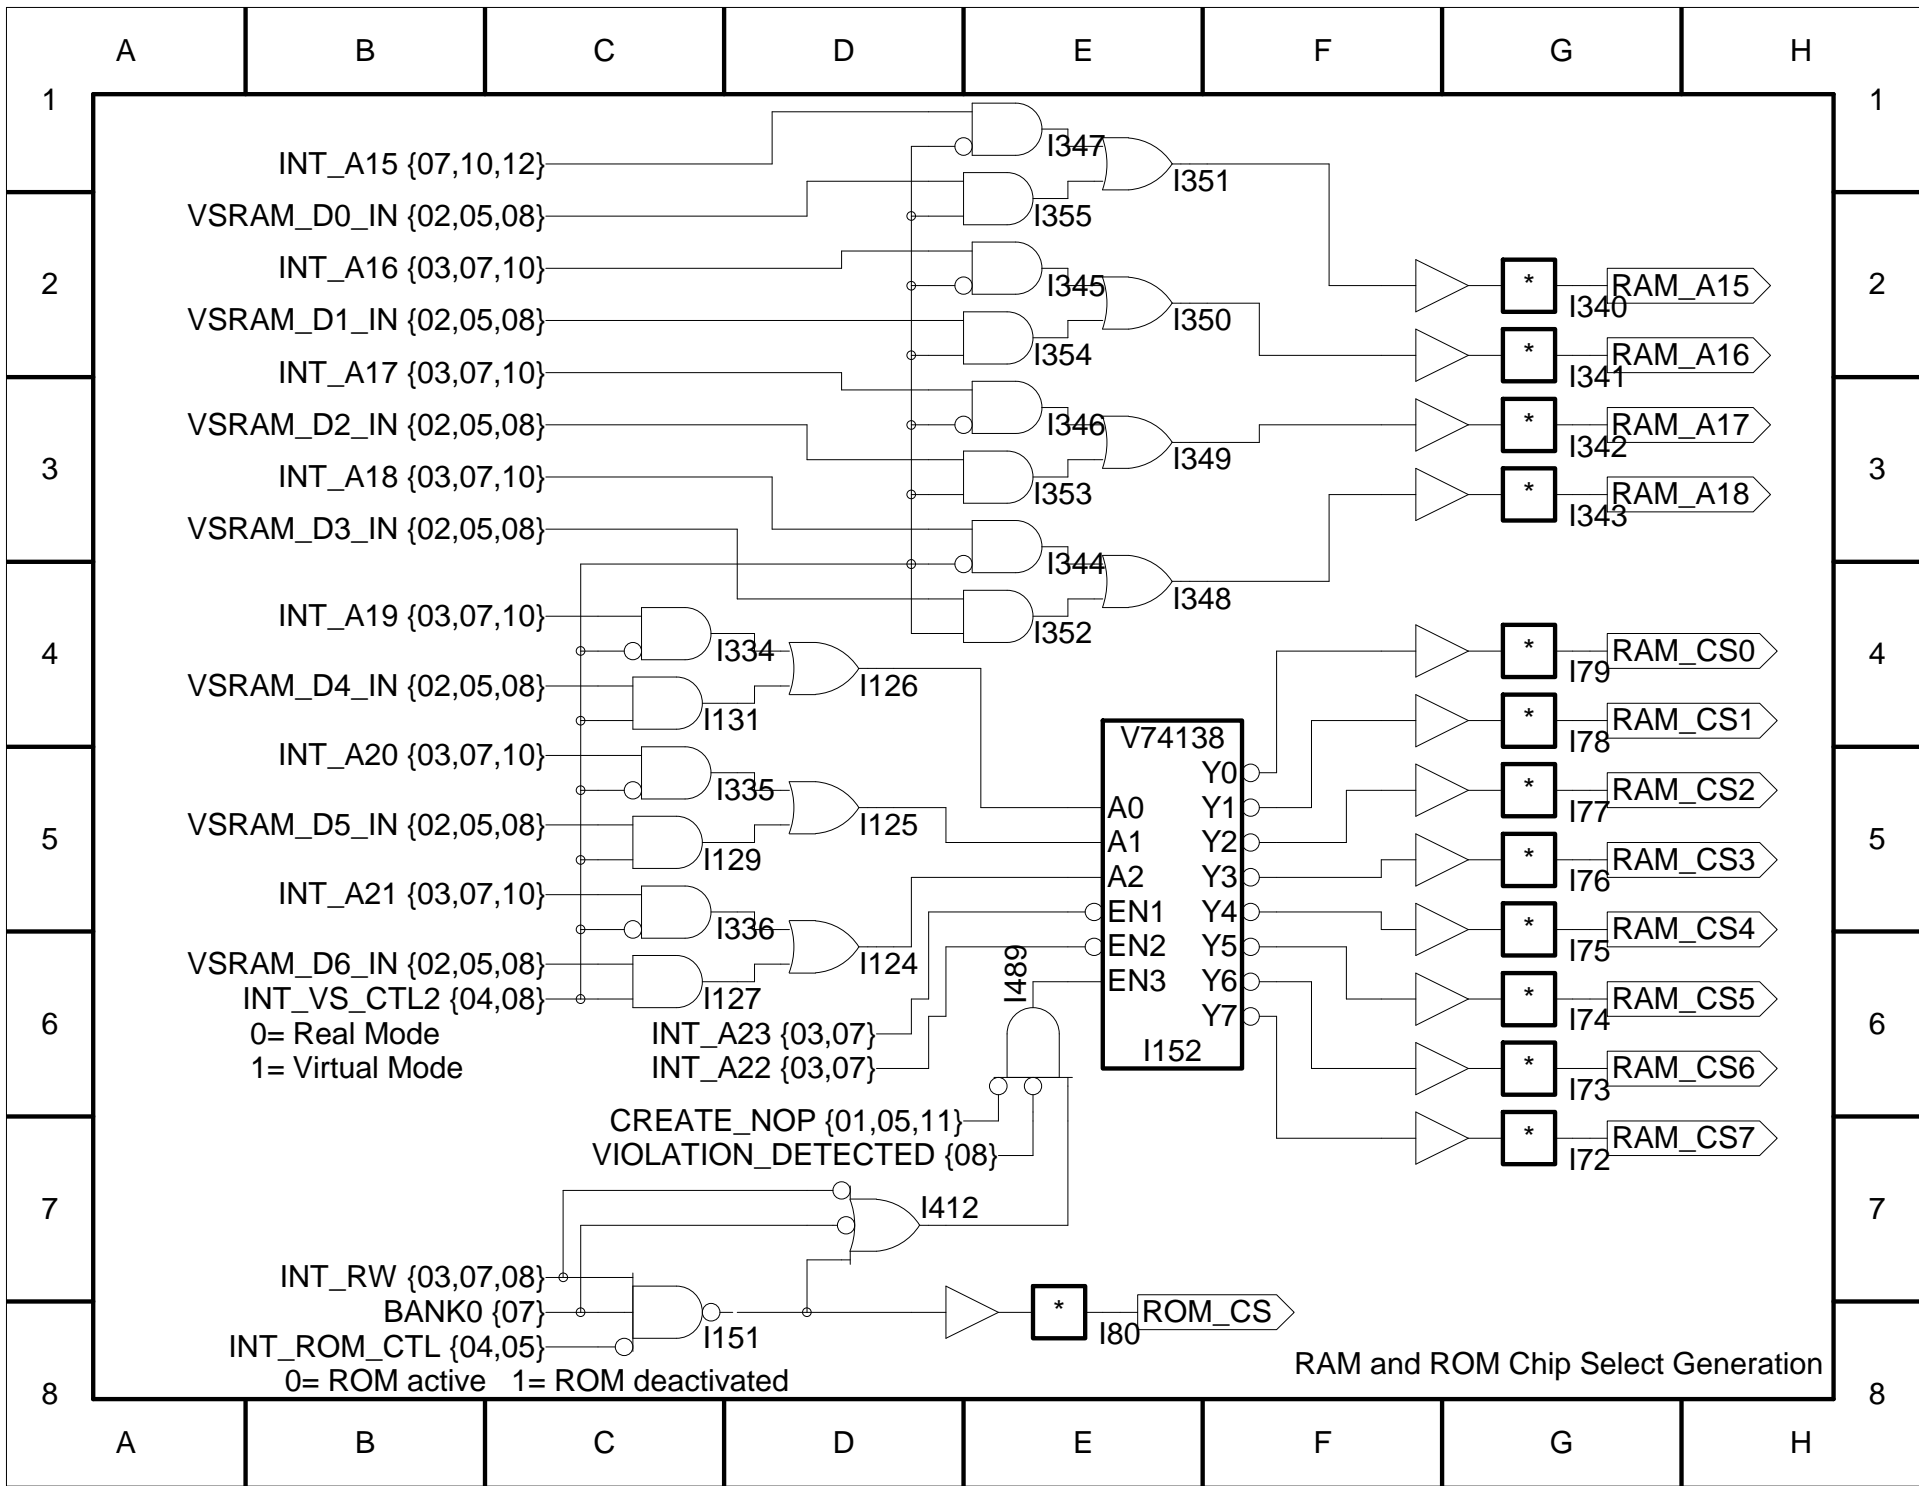 A B C D E F G H
1 1
I347
INT_A15 {07,10,12}
I351
VSRAM_D0_IN {02,05,08}
I355
2 2
INT_A16 {03,07,10}
I345
* RAM_A15
I340
VSRAM_D1_IN {02,05,08}
I350
I354
* RAM_A16
I341
INT_A17 {03,07,10}
VSRAM_D2_IN {02,05,08}
I346
* RAM_A17
I342
I349
3 3
INT_A18 {03,07,10}
I353
* RAM_A18
I343
VSRAM_D3_IN {02,05,08}
I344
I348
INT_A19 {03,07,10}
I352
4 4
I334
* RAM_CS0
I79
VSRAM_D4_IN {02,05,08}
I126
I131
* RAM_CS1
I78
V74138
INT_A20 {03,07,10}
Y0
I335
* RAM_CS2
I77
A0 Y1
VSRAM_D5_IN {02,05,08}
I125
5 5
A1 Y2
I129
* RAM_CS3
I76
A2 Y3
INT_A21 {03,07,10}
EN1 Y4
I336
* RAM_CS4
I75
EN2 Y5
VSRAM_D6_IN {02,05,08}
I124
I489
EN3 Y6
INT_VS_CTL2 {04,08}
I127
* RAM_CS5
I74
Y7
6 6
0= Real Mode
INT_A23 {03,07}
I152
1= Virtual Mode
INT_A22 {03,07}
* RAM_CS6
I73
CREATE_NOP {01,05,11}
VIOLATION_DETECTED {08}
* RAM_CS7
I72
7 7
I412
INT_RW {03,07,08}
BANK0 {07}
I151
* ROM_CS
I80
INT_ROM_CTL {04,05}
0= ROM active 1= ROM deactivated
RAM and ROM Chip Select Generation
8 8
A B C D E F G H